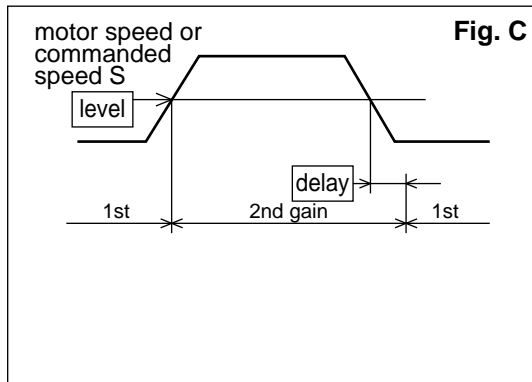 motor speed or
commanded
speed S
Fig. C
level
delay
1st
2nd gain
1st